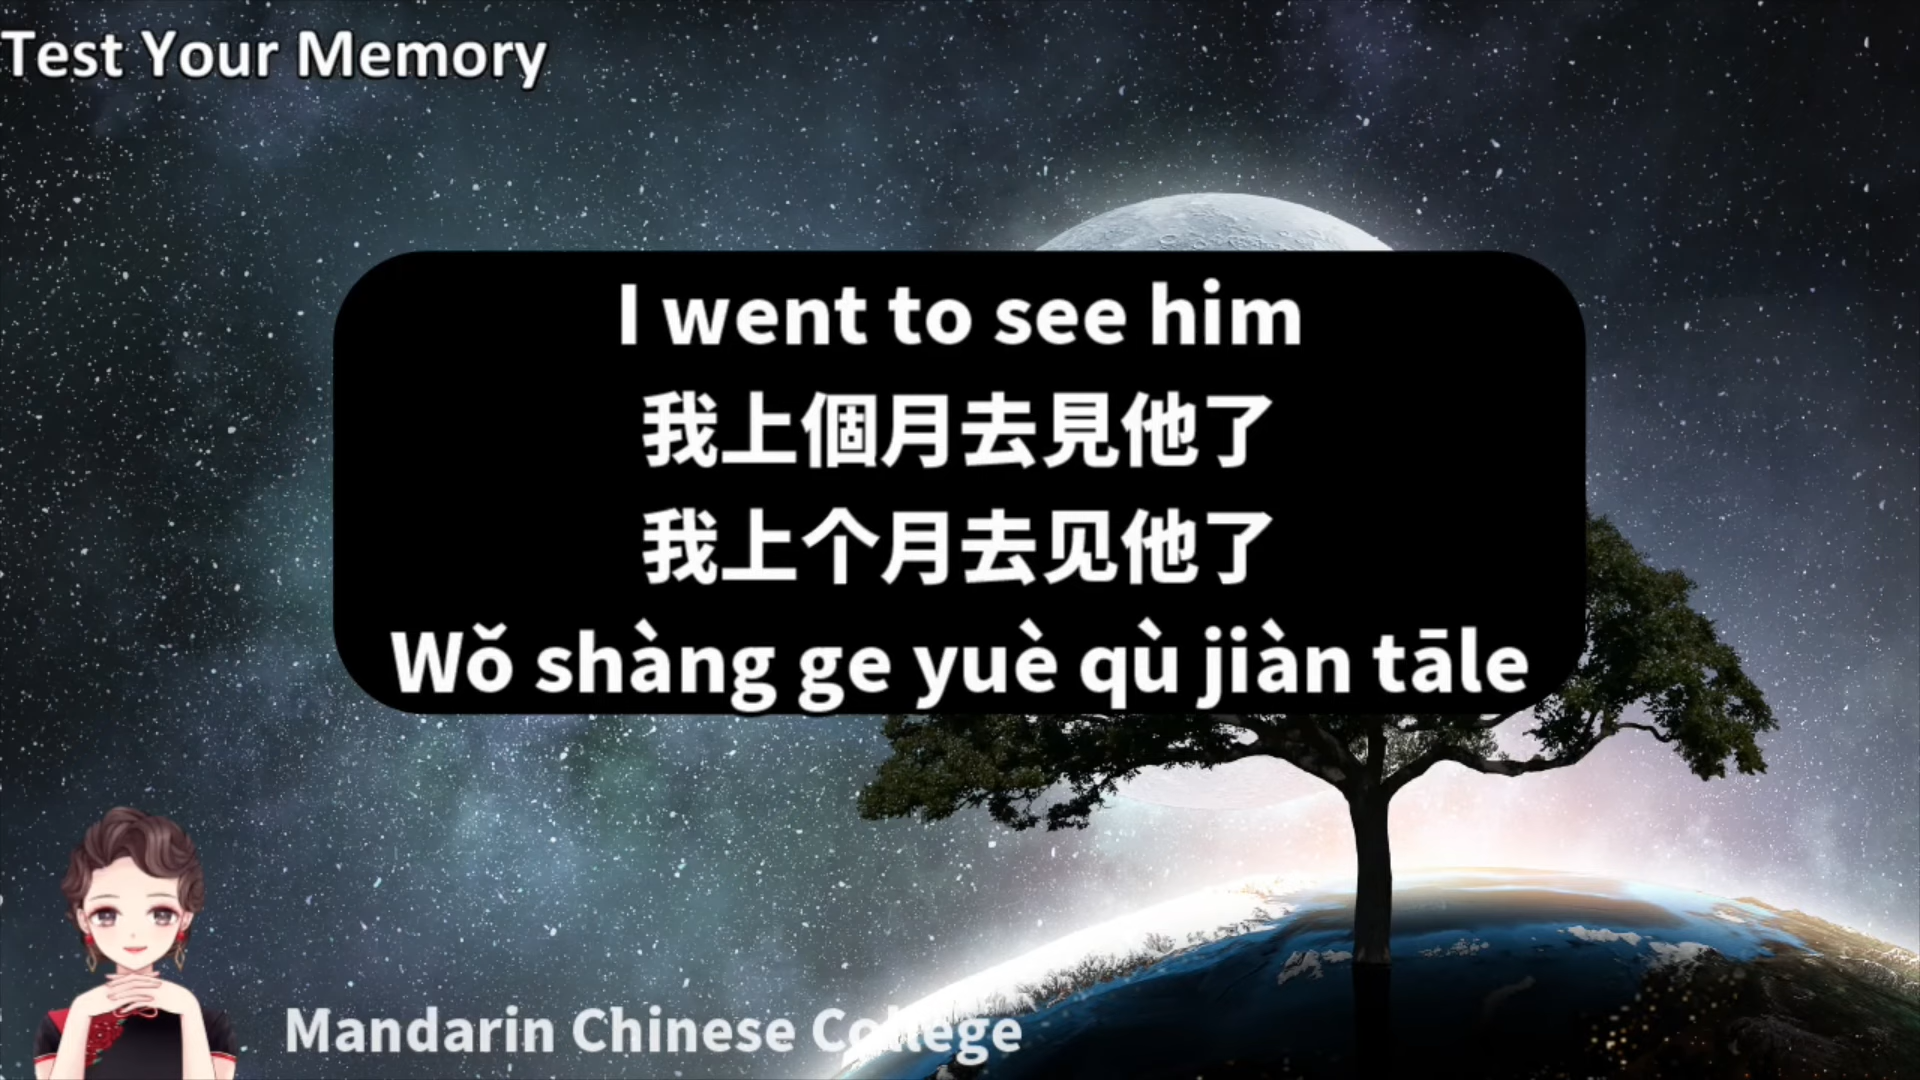 Test Your Memory
I went to see him
我上個月去見他了
我上个月去见他了
Wǒ shàng ge yuè qù jiàn tāle
Mandarin Chinese College